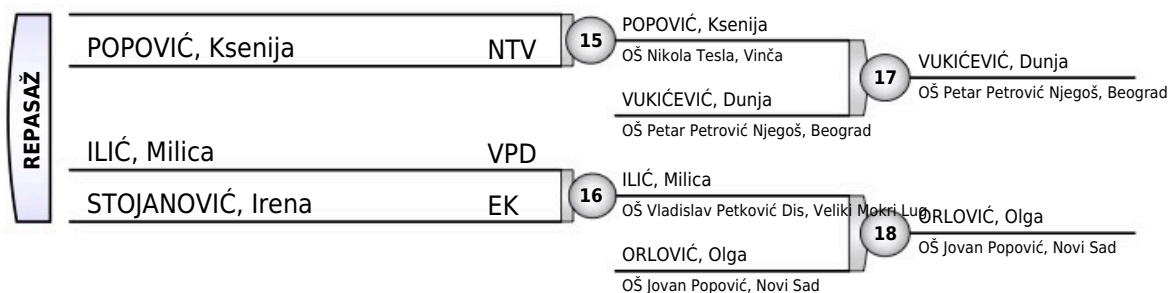 REPASAŽ
POPOVIĆ, Ksenija NTV
ILIĆ, Milica VPD
STOJANOVIĆ, Irena EK
15
POPOVIĆ, Ksenija
OŠ Nikola Tesla, Vinča
VUKIĆEVIĆ, Dunja
OŠ Petar Petrović Njegoš, Beograd
16
ILIĆ, Milica
OŠ Vladislav Petković Dis, Veliki Mokri Lug
ORLOVIĆ, Olga
OŠ Jovan Popović, Novi Sad
17
VUKIĆEVIĆ, Dunja
OŠ Petar Petrović Njegoš, Beograd
18
ORLOVIĆ, Olga
OŠ Jovan Popović, Novi Sad